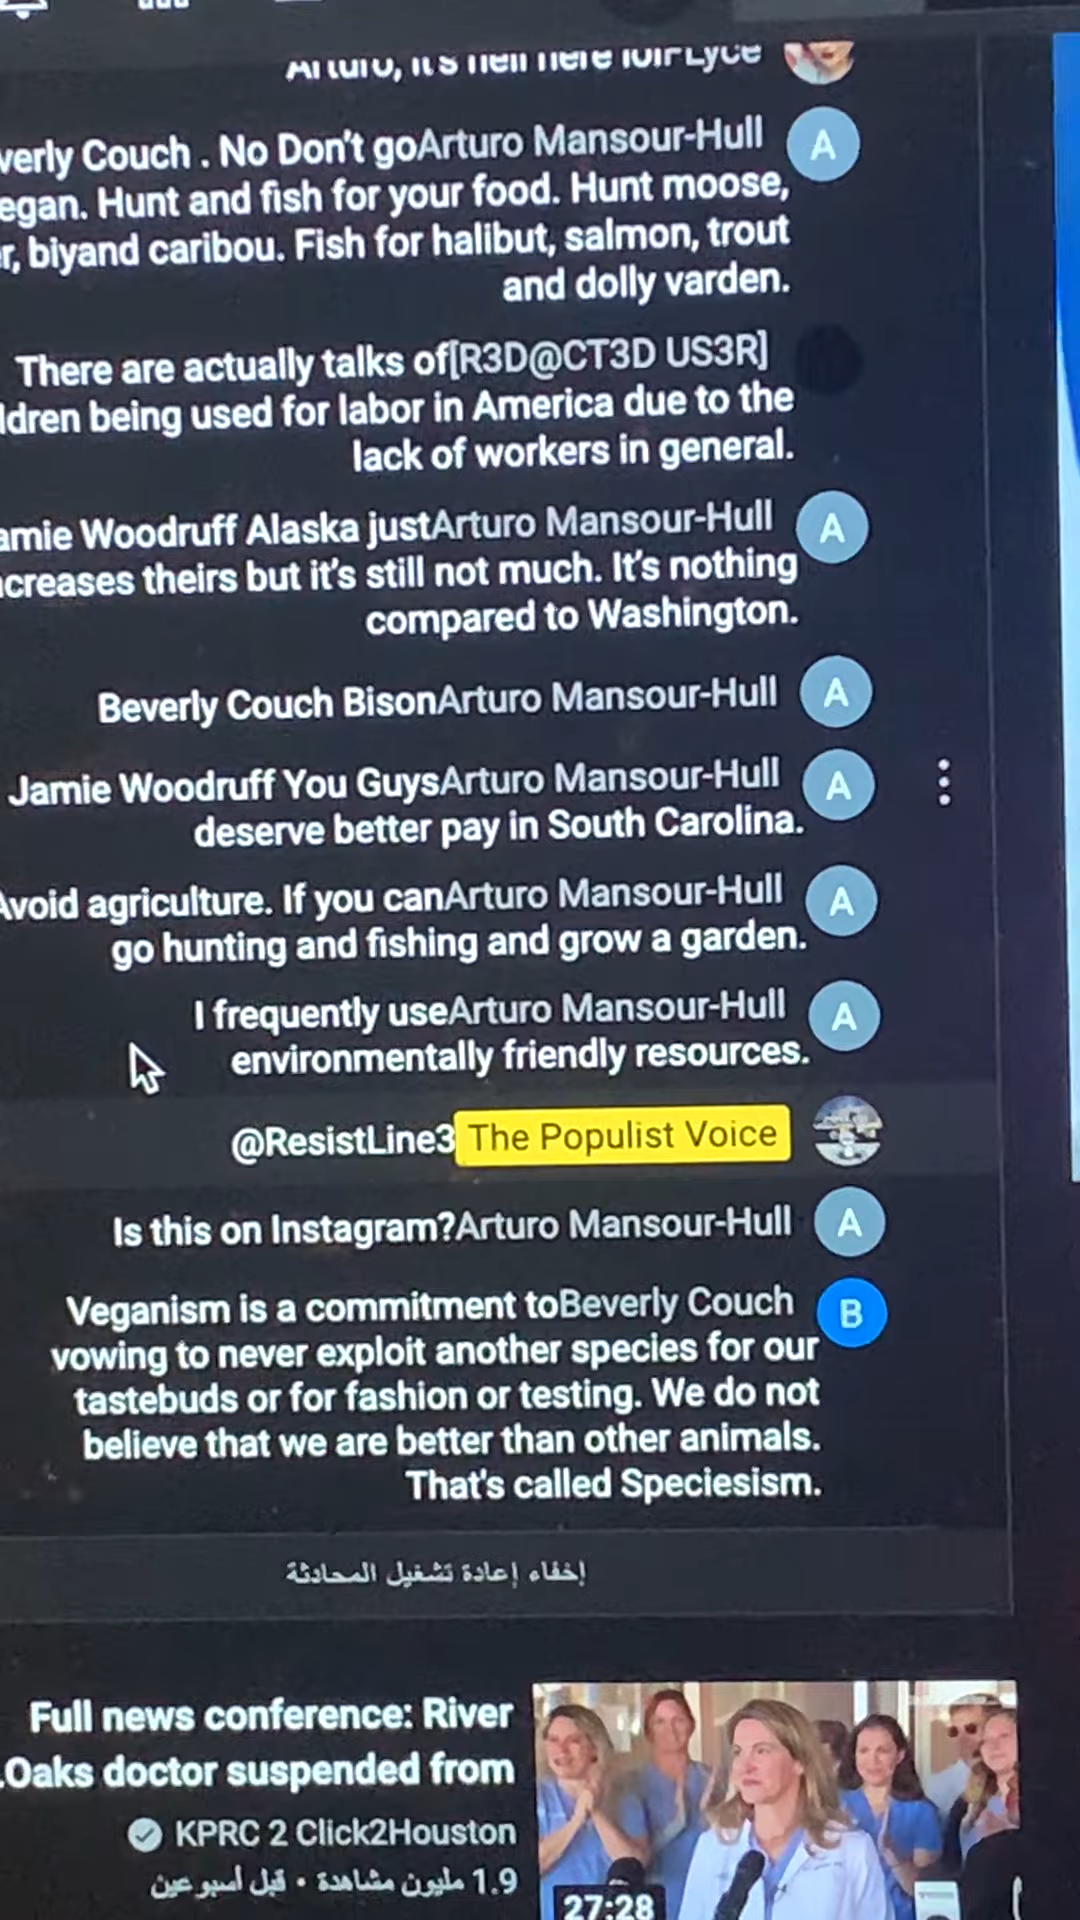 Arturo, it's hell here lolFLyce
verly Couch . No Don't goArturo Mansour-Hull
A
egan. Hunt and fish for your food. Hunt moose,
r, biyand caribou. Fish for halibut, salmon, trout
and dolly varden.
There are actually talks of[R3D@CT3D US3R]
ldren being used for labor in America due to the
lack of workers in general.
amie Woodruff Alaska justArturo Mansour-Hull
A
creases theirs but it's still not much. It's nothing
compared to Washington.
Beverly Couch BisonArturo Mansour-Hull
A
Jamie Woodruff You GuysArturo Mansour-Hull
A
deserve better pay in South Carolina.
Avoid agriculture. If you canArturo Mansour-Hull
A
go hunting and fishing and grow a garden.
I frequently useArturo Mansour-Hull
A
environmentally friendly resources.
@ResistLine3 The Populist Voice
Is this on Instagram?Arturo Mansour-Hull
A
Veganism is a commitment toBeverly Couch
B
vowing to never exploit another species for our
tastebuds or for fashion or testing. We do not
believe that we are better than other animals.
That's called Speciesism.
إخفاء إعادة تشغيل المحادثة
Full news conference: River
Oaks doctor suspended from
KPRC 2 Click2Houston
1.9 مليون مشاهدة • قبل أسبوعين
27:28